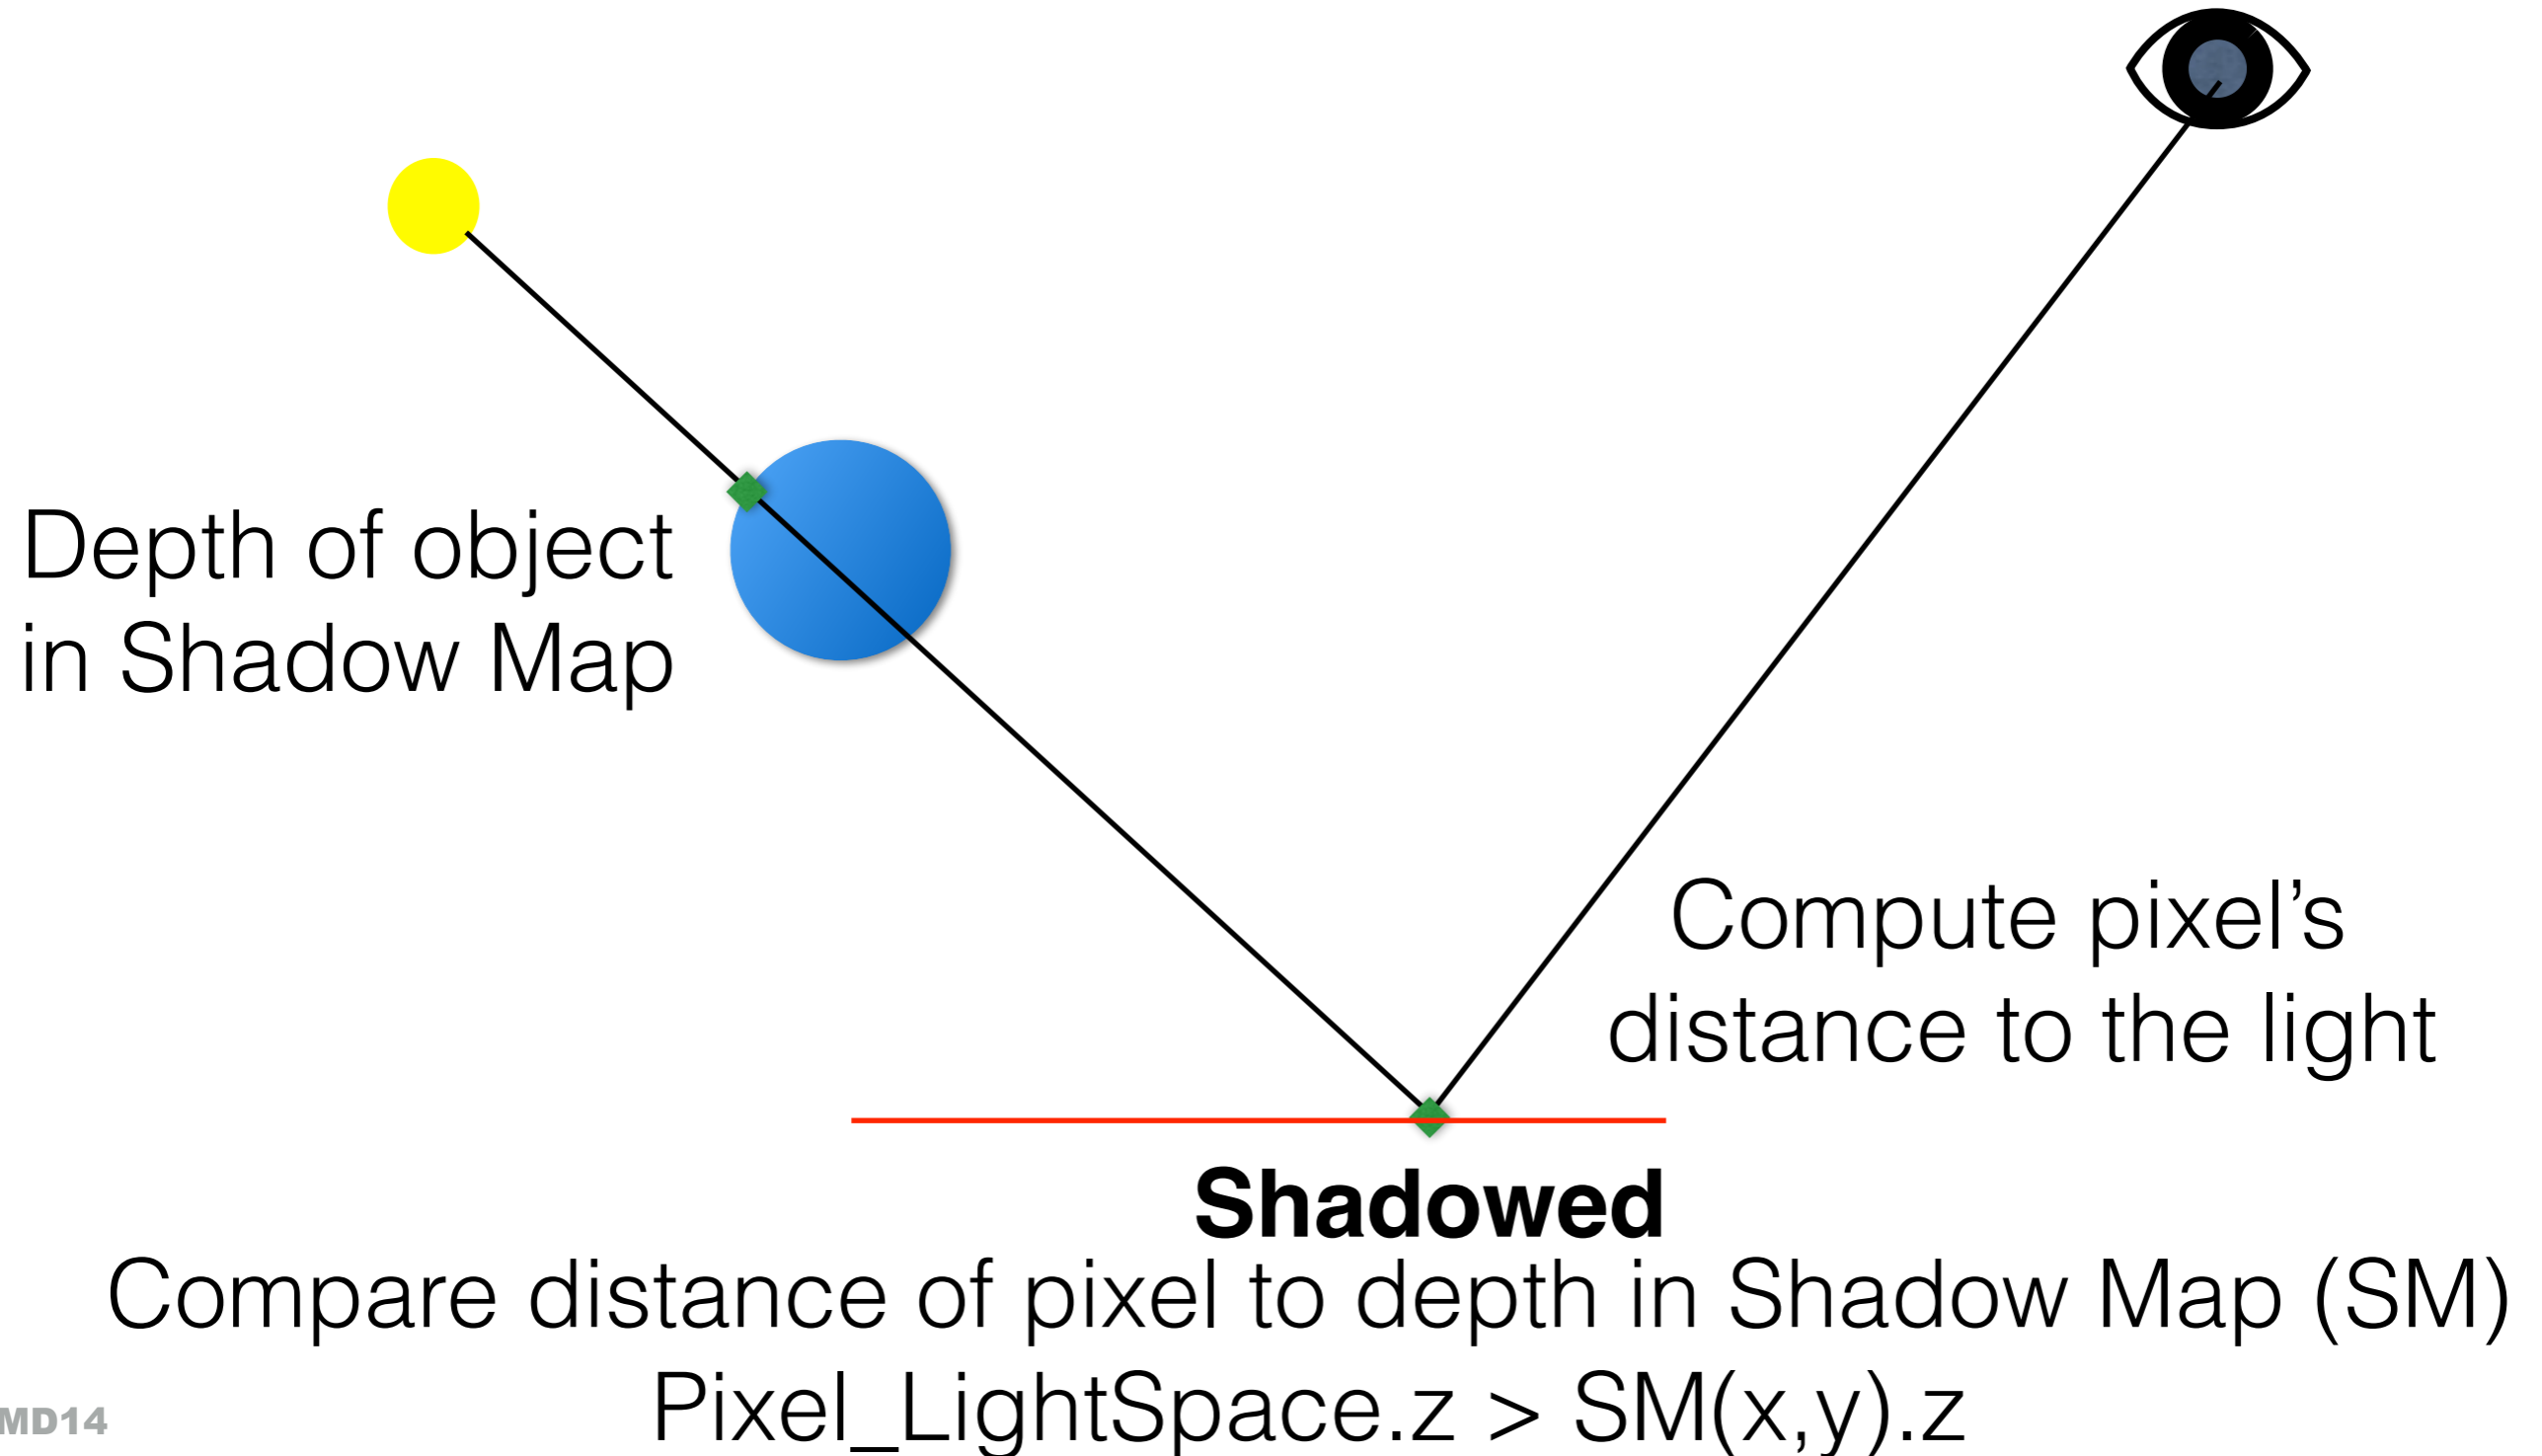 Depth of object
in Shadow Map
Compute pixel’s
distance to the light
Shadowed
Compare distance of pixel to depth in Shadow Map (SM)
Pixel_LightSpace.z > SM(x,y).z
MD14